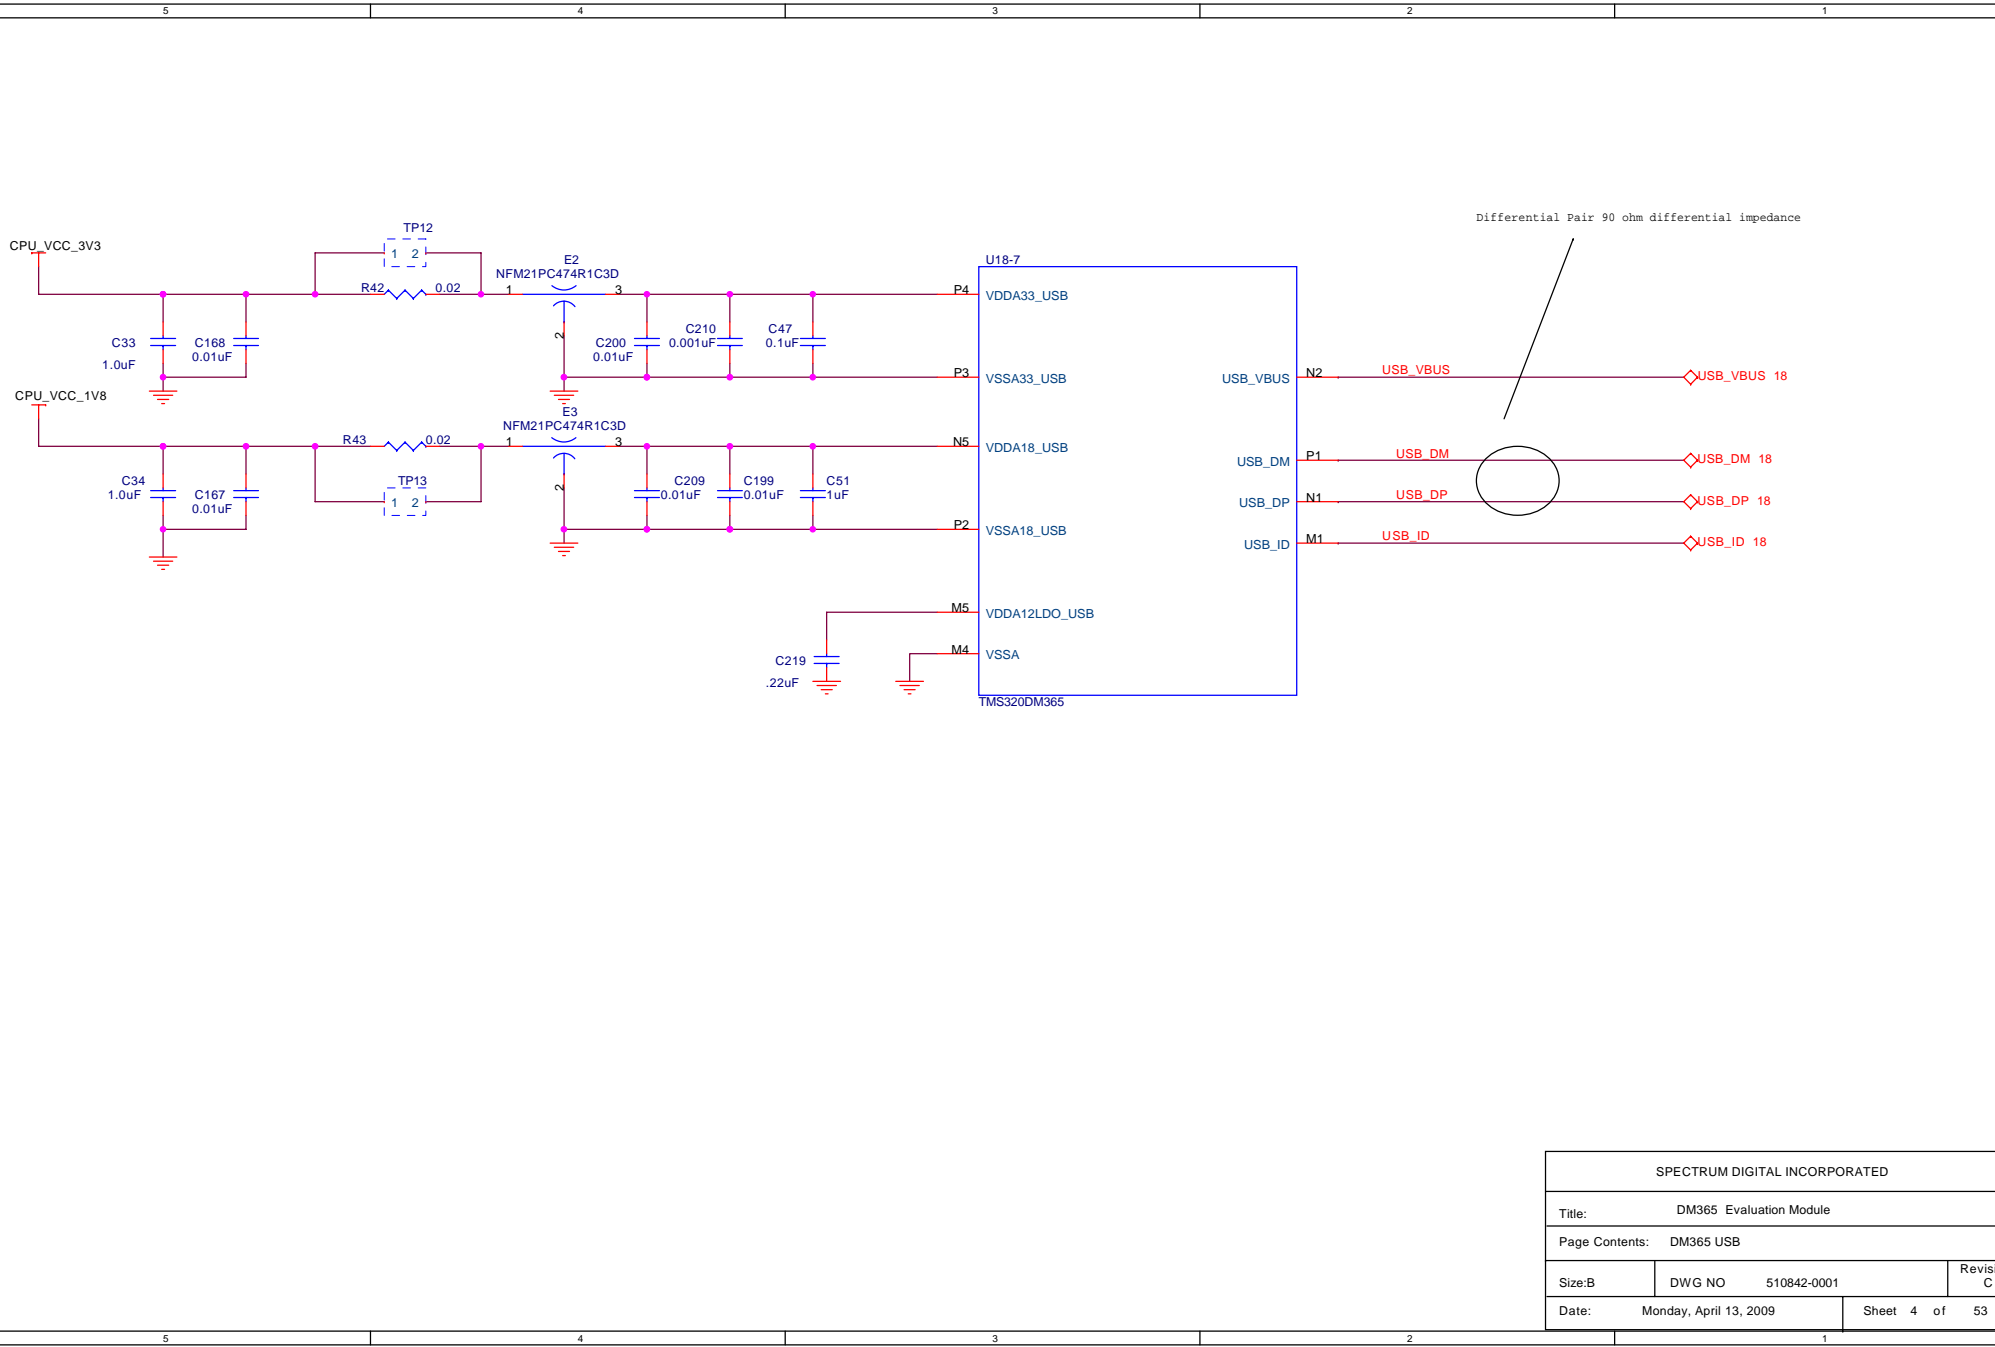 5 4 3 2 1
Differential Pair 90 ohm differential impedance
TP12
CPU_VCC_3V3
1 2
E2
NFM21PC474R1C3D
U18-7
R42 0.02 1 3 P4 VDDA33_USB
2
C33 1.0uF
C168 0.01uF
C200 0.01uF
C210 0.001uF
C47 0.1uF
P3 VSSA33_USB
USB_VBUS N2 USB_VBUS USB_VBUS 18
CPU_VCC_1V8
E3
NFM21PC474R1C3D
R43 0.02 1 3 N5 VDDA18_USB
USB_DM P1 USB_DM USB_DM 18
TP13
1 2
2
C34 1.0uF
C167 0.01uF
C209 0.01uF
C199 0.01uF
C51 1uF
USB_DP N1 USB_DP USB_DP 18
P2 VSSA18_USB
USB_ID M1 USB_ID USB_ID 18
M5 VDDA12LDO_USB
C219
.22uF
M4 VSSA
TMS320DM365
SPECTRUM DIGITAL INCORPORATED
Title: DM365 Evaluation Module
Page Contents: DM365 USB
Size:B DWG NO 510842-0001 Revisi
C
Date: Monday, April 13, 2009 Sheet 4 of 53
5 4 3 2 1